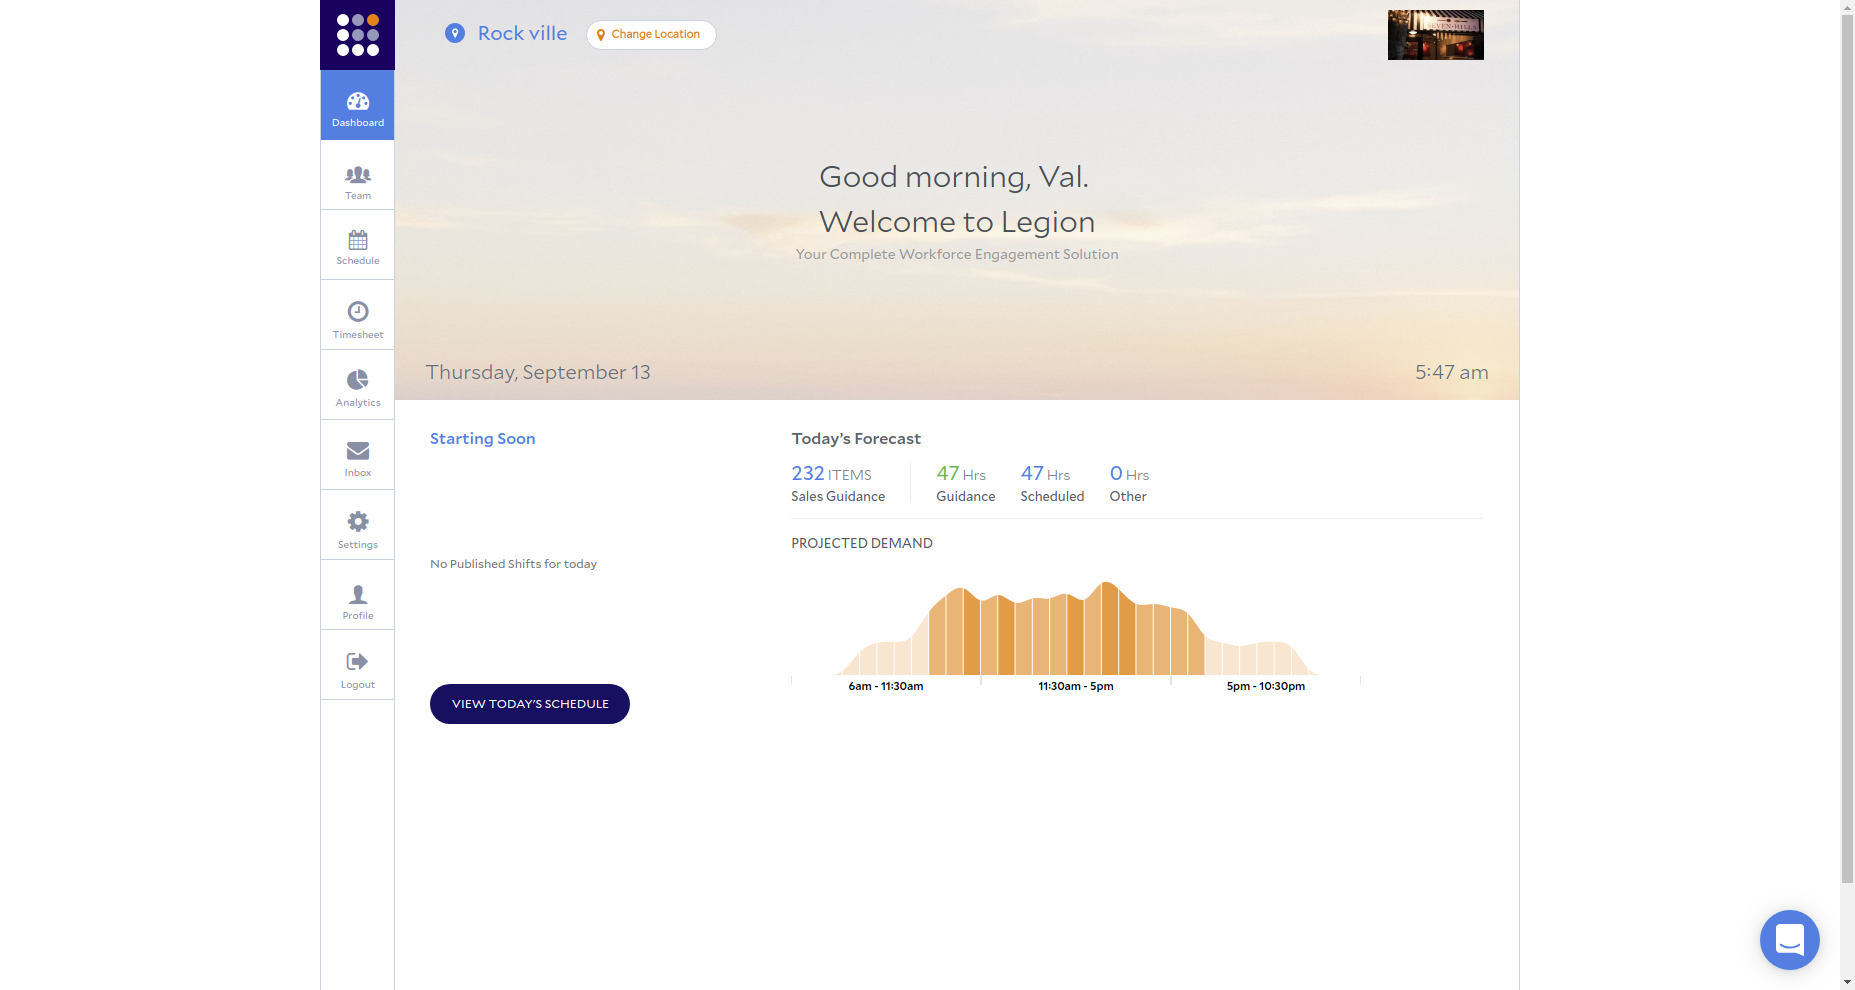 Rock ville
Change Location
SEVEN HILLS
Dashboard
Team
Schedule
Timesheet
Analytics
Inbox
Settings
Profile
Logout
Good morning, Val.
Welcome to Legion
Your Complete Workforce Engagement Solution
Thursday, September 13
5:47 am
Starting Soon
No Published Shifts for today
VIEW TODAY'S SCHEDULE
Today's Forecast
232 ITEMS
Sales Guidance
47 Hrs
Guidance
47 Hrs
Scheduled
0 Hrs
Other
PROJECTED DEMAND
6am - 11:30am
11:30am - 5pm
5pm - 10:30pm